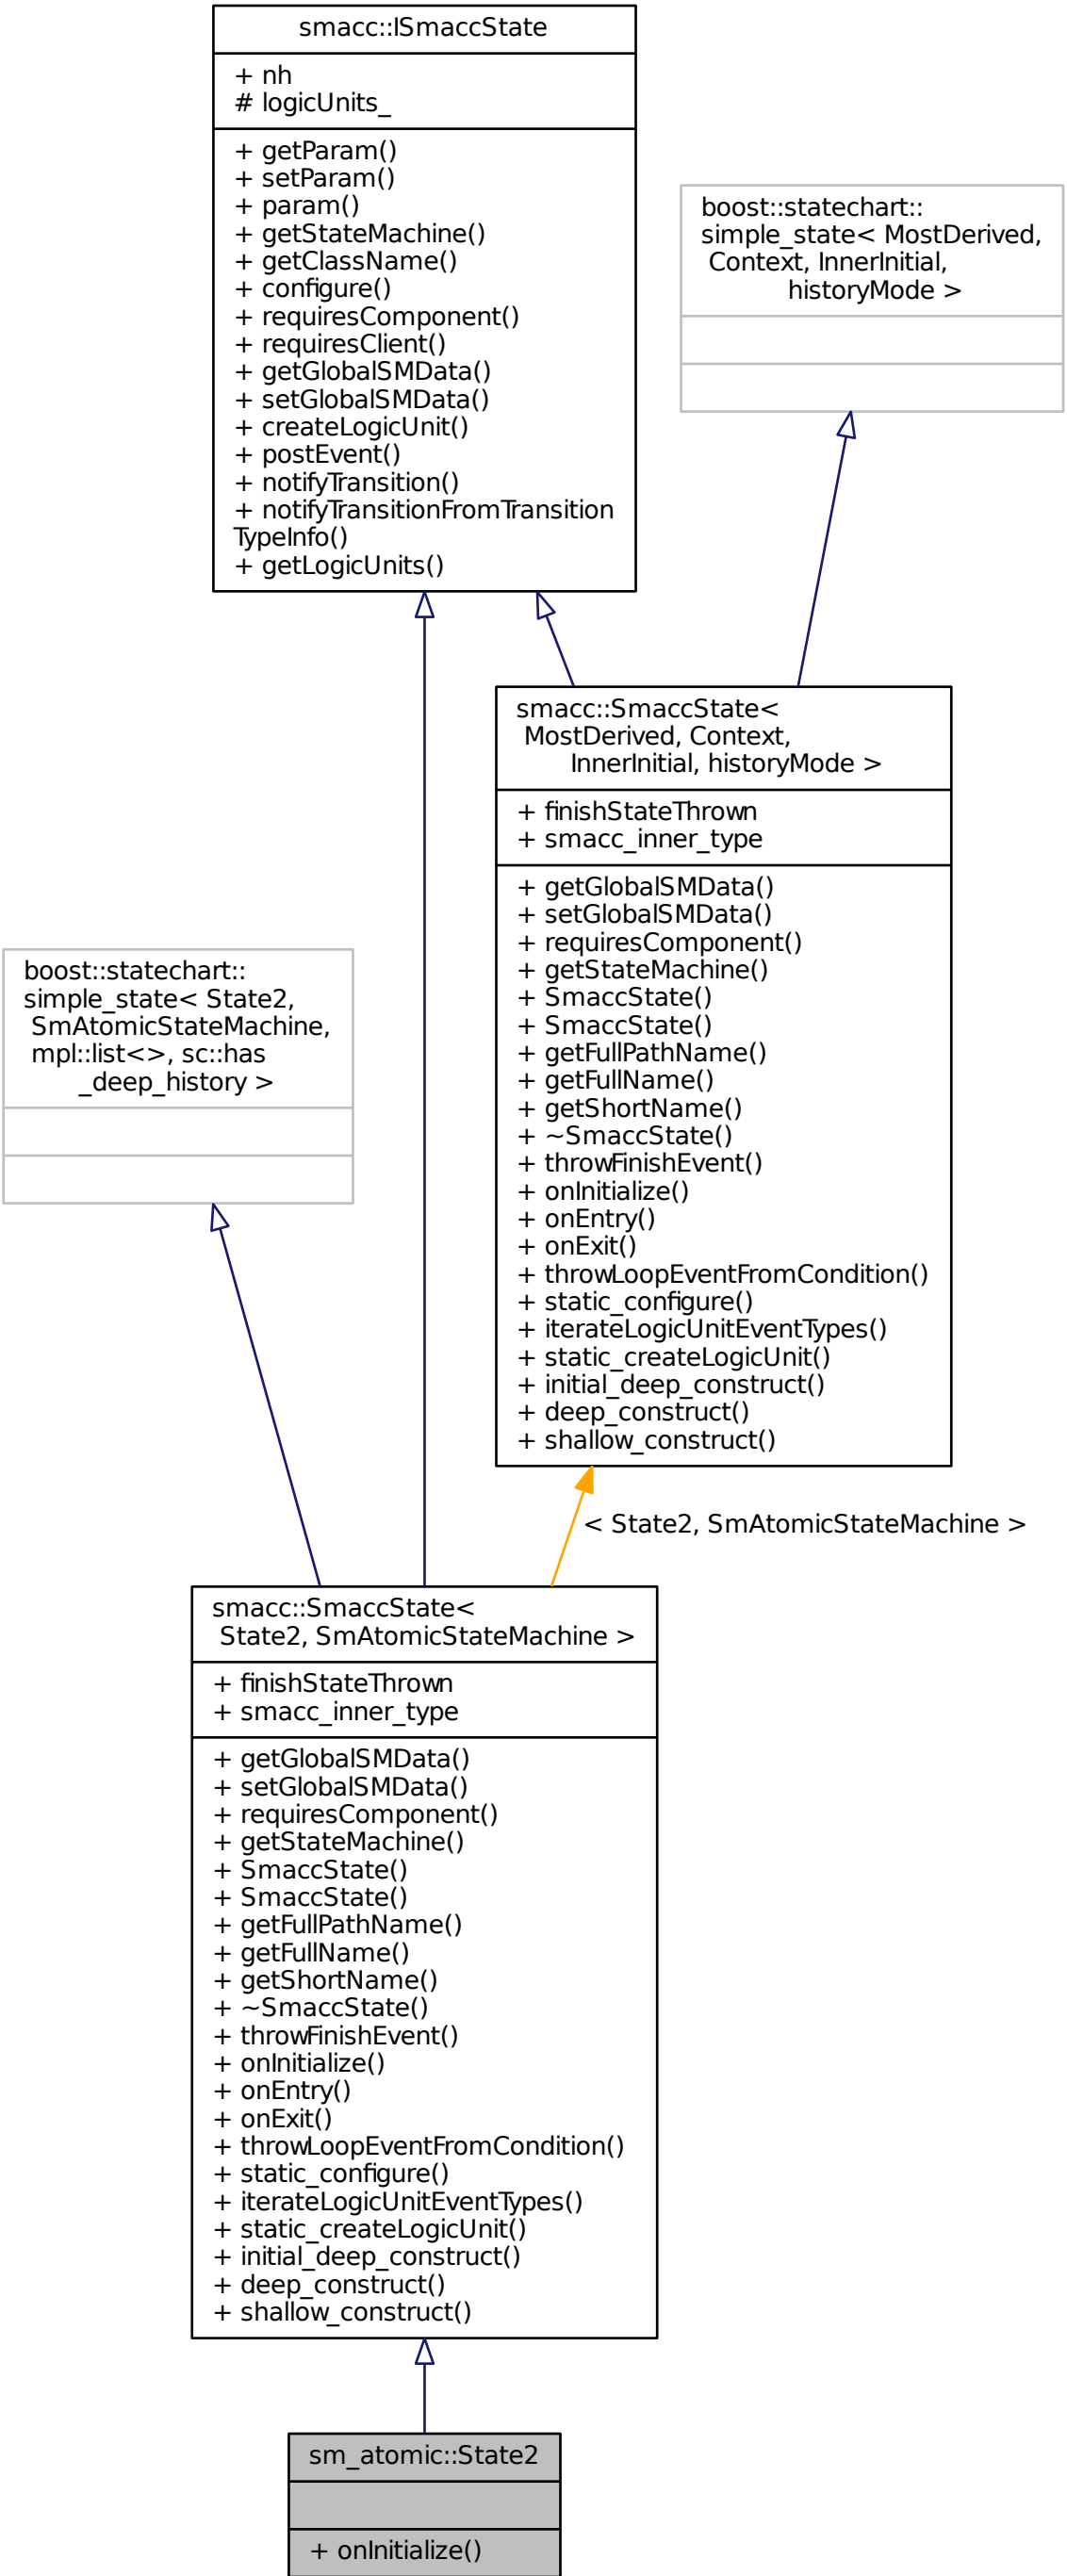 smacc::ISmaccState
+ nh
# logicUnits_
+ getParam()
+ setParam()
+ param()
+ getStateMachine()
+ getClassName()
+ configure()
+ requiresComponent()
+ requiresClient()
+ getGlobalSMData()
+ setGlobalSMData()
+ createLogicUnit()
+ postEvent()
+ notifyTransition()
+ notifyTransitionFromTransition
TypeInfo()
+ getLogicUnits()
boost::statechart::
simple_state< MostDerived,
Context, InnerInitial,
historyMode >
smacc::SmaccState<
MostDerived, Context,
InnerInitial, historyMode >
+ finishStateThrown
+ smacc_inner_type
+ getGlobalSMData()
+ setGlobalSMData()
+ requiresComponent()
+ getStateMachine()
+ SmaccState()
+ SmaccState()
+ getFullPathName()
+ getFullName()
+ getShortName()
+ ~SmaccState()
+ throwFinishEvent()
+ onInitialize()
+ onEntry()
+ onExit()
+ throwLoopEventFromCondition()
+ static_configure()
+ iterateLogicUnitEventTypes()
+ static_createLogicUnit()
+ initial_deep_construct()
+ deep_construct()
+ shallow_construct()
boost::statechart::
simple_state< State2,
SmAtomicStateMachine,
mpl::list<>, sc::has
_deep_history >
< State2, SmAtomicStateMachine >
smacc::SmaccState<
State2, SmAtomicStateMachine >
+ finishStateThrown
+ smacc_inner_type
+ getGlobalSMData()
+ setGlobalSMData()
+ requiresComponent()
+ getStateMachine()
+ SmaccState()
+ SmaccState()
+ getFullPathName()
+ getFullName()
+ getShortName()
+ ~SmaccState()
+ throwFinishEvent()
+ onInitialize()
+ onEntry()
+ onExit()
+ throwLoopEventFromCondition()
+ static_configure()
+ iterateLogicUnitEventTypes()
+ static_createLogicUnit()
+ initial_deep_construct()
+ deep_construct()
+ shallow_construct()
sm_atomic::State2
+ onInitialize()